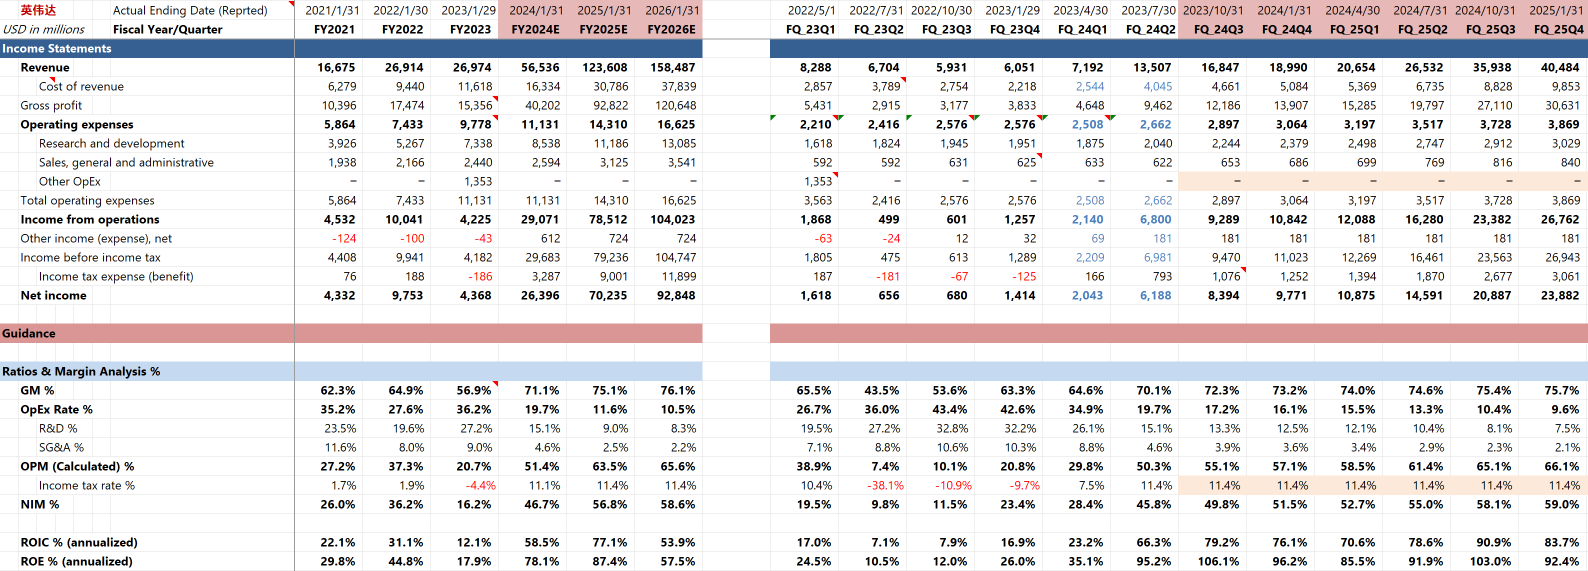 英伟达 Actual Ending Date (Reprted) 2021/1/31 2022/1/30 2023/1/29 2024/1/31 2025/1/31 2026/1/31 2022/5/1 2022/7/31 2022/10/30 2023/1/29 2023/4/30 2023/7/30 2023/10/31 2024/1/31 2024/4/30 2024/7/31 2024/10/31 2025/1/31
USD in millions Fiscal Year/Quarter FY2021 FY2022 FY2023 FY2024E FY2025E FY2026E FQ_23Q1 FQ_23Q2 FQ_23Q3 FQ_23Q4 FQ_24Q1 FQ_24Q2 FQ_24Q3 FQ_24Q4 FQ_25Q1 FQ_25Q2 FQ_25Q3 FQ_25Q4
Income Statements
Revenue 16,675 26,914 26,974 56,536 123,608 158,487 8,288 6,704 5,931 6,051 7,192 13,507 16,847 18,990 20,654 26,532 35,938 40,484
Cost of revenue 6,279 9,440 11,618 16,334 30,786 37,839 2,857 3,789 2,754 2,218 2,544 4,045 4,661 5,084 5,369 6,735 8,828 9,853
Gross profit 10,396 17,474 15,356 40,202 92,822 120,648 5,431 2,915 3,177 3,833 4,648 9,462 12,186 13,907 15,285 19,797 27,110 30,631
Operating expenses 5,864 7,433 9,778 11,131 14,310 16,625 2,210 2,416 2,576 2,576 2,508 2,662 2,897 3,064 3,197 3,517 3,728 3,869
Research and development 3,926 5,267 7,338 8,538 11,186 13,085 1,618 1,824 1,945 1,951 1,875 2,040 2,244 2,379 2,498 2,747 2,912 3,029
Sales, general and administrative 1,938 2,166 2,440 2,594 3,125 3,541 592 592 631 625 633 622 653 686 699 769 816 840
Other OpEx – – 1,353 – – – 1,353 – – – – – – – – – – –
Total operating expenses 5,864 7,433 11,131 11,131 14,310 16,625 3,563 2,416 2,576 2,576 2,508 2,662 2,897 3,064 3,197 3,517 3,728 3,869
Income from operations 4,532 10,041 4,225 29,071 78,512 104,023 1,868 499 601 1,257 2,140 6,800 9,289 10,842 12,088 16,280 23,382 26,762
Other income (expense), net -124 -100 -43 612 724 724 -63 -24 12 32 69 181 181 181 181 181 181 181
Income before income tax 4,408 9,941 4,182 29,683 79,236 104,747 1,805 475 613 1,289 2,209 6,981 9,470 11,023 12,269 16,461 23,563 26,943
Income tax expense (benefit) 76 188 -186 3,287 9,001 11,899 187 -181 -67 -125 166 793 1,076 1,252 1,394 1,870 2,677 3,061
Net income 4,332 9,753 4,368 26,396 70,235 92,848 1,618 656 680 1,414 2,043 6,188 8,394 9,771 10,875 14,591 20,887 23,882
Guidance
Ratios & Margin Analysis %
GM % 62.3% 64.9% 56.9% 71.1% 75.1% 76.1% 65.5% 43.5% 53.6% 63.3% 64.6% 70.1% 72.3% 73.2% 74.0% 74.6% 75.4% 75.7%
OpEx Rate % 35.2% 27.6% 36.2% 19.7% 11.6% 10.5% 26.7% 36.0% 43.4% 42.6% 34.9% 19.7% 17.2% 16.1% 15.5% 13.3% 10.4% 9.6%
R&D % 23.5% 19.6% 27.2% 15.1% 9.0% 8.3% 19.5% 27.2% 32.8% 32.2% 26.1% 15.1% 13.3% 12.5% 12.1% 10.4% 8.1% 7.5%
SG&A % 11.6% 8.0% 9.0% 4.6% 2.5% 2.2% 7.1% 8.8% 10.6% 10.3% 8.8% 4.6% 3.9% 3.6% 3.4% 2.9% 2.3% 2.1%
OPM (Calculated) % 27.2% 37.3% 20.7% 51.4% 63.5% 65.6% 38.9% 7.4% 10.1% 20.8% 29.8% 50.3% 55.1% 57.1% 58.5% 61.4% 65.1% 66.1%
Income tax rate % 1.7% 1.9% -4.4% 11.1% 11.4% 11.4% 10.4% -38.1% -10.9% -9.7% 7.5% 11.4% 11.4% 11.4% 11.4% 11.4% 11.4% 11.4%
NIM % 26.0% 36.2% 16.2% 46.7% 56.8% 58.6% 19.5% 9.8% 11.5% 23.4% 28.4% 45.8% 49.8% 51.5% 52.7% 55.0% 58.1% 59.0%
ROIC % (annualized) 22.1% 31.1% 12.1% 58.5% 77.1% 53.9% 17.0% 7.1% 7.9% 16.9% 23.2% 66.3% 79.2% 76.1% 70.6% 78.6% 90.9% 83.7%
ROE % (annualized) 29.8% 44.8% 17.9% 78.1% 87.4% 57.5% 24.5% 10.5% 12.0% 26.0% 35.1% 95.2% 106.1% 96.2% 85.5% 91.9% 103.0% 92.4%